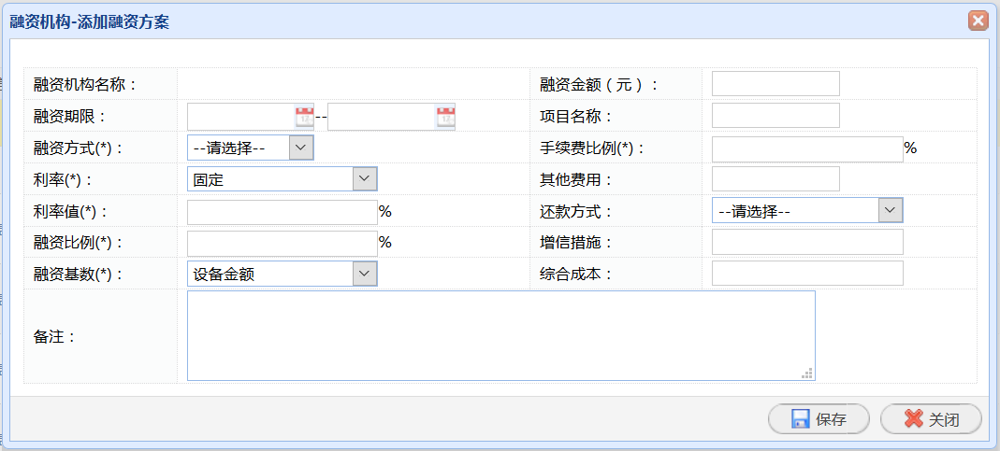 融资机构-添加融资方案
融资机构名称： 融资金额（元）：
融资期限： -- 项目名称：
融资方式(*)： --请选择-- 手续费比例(*)： %
利率(*)： 固定 其他费用：
利率值(*)： % 还款方式： --请选择--
融资比例(*)： % 增信措施：
融资基数(*)： 设备金额 综合成本：
备注：
保存 关闭